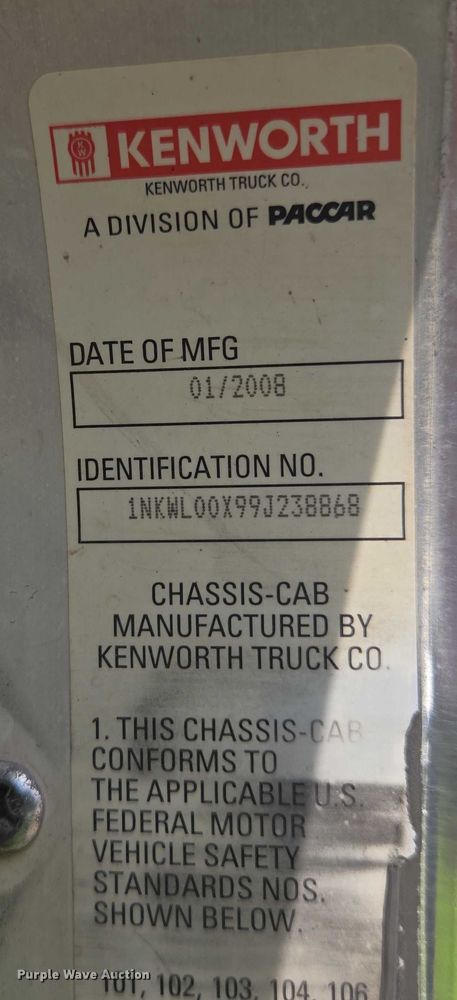 KENWORTH
KENWORTH TRUCK CO.,
A DIVISION OF PACCAR
DATE OF MFG
01/2008
IDENTIFICATION NO.
1NKWL00X99J238868
CHASSIS-CAB
MANUFACTURED BY
KENWORTH TRUCK CO.
1. THIS CHASSIS-CAB
CONFORMS TO
THE APPLICABLE U.S.
FEDERAL MOTOR
VEHICLE SAFETY
STANDARDS NOS.
SHOWN BELOW.
101, 102, 103, 104, 106
Purple Wave Auction